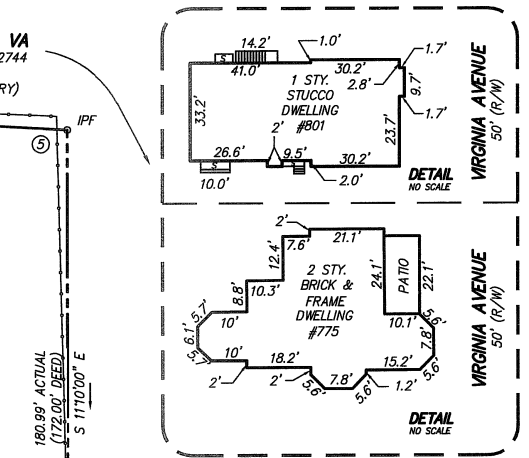 VA
2744
RY)
IPF
5
180.99' ACTUAL
(172.00' DEED)
S 11°10'00" E
14.2'
1.0'
S
41.0'
30.2'
2.8'
1.7'
9.7'
1.7'
33.2'
1 STY.
STUCCO
DWELLING
#801
23.7'
2'
26.6'
9.5'
30.2'
S
10.0'
2.0'
DETAIL
NO SCALE
VIRGINIA AVENUE
50' (R/W)
2'
21.1'
7.6'
12.4'
24.1'
PATIO
22.1'
2 STY.
BRICK &
FRAME
DWELLING
#775
8.8'
10.3'
5.7'
10'
6.1'
5.7'
10'
2'
18.2'
2'
5.6'
7.8'
5.6'
1.2'
15.2'
10.1'
5.6'
7.8'
5.6'
DETAIL
NO SCALE
VIRGINIA AVENUE
50' (R/W)